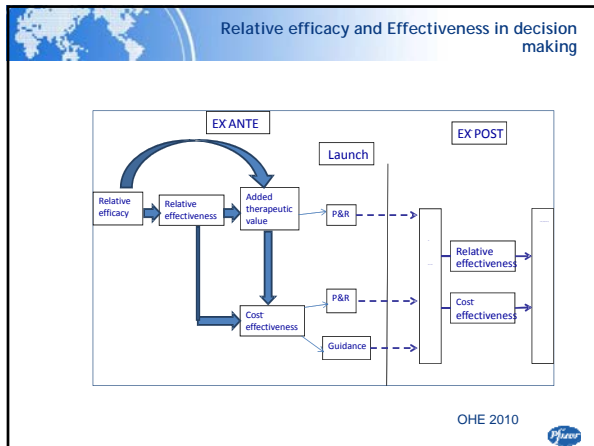 Relative efficacy and Effectiveness in decision
making
EX ANTE
EX POST
Launch
Relative
efficacy
Relative
effectiveness
Added
therapeutic
value
P&R
Relative
effectiveness
P&R
Cost
effectiveness
Cost
effectiveness
Guidance
OHE 2010
Pfizer